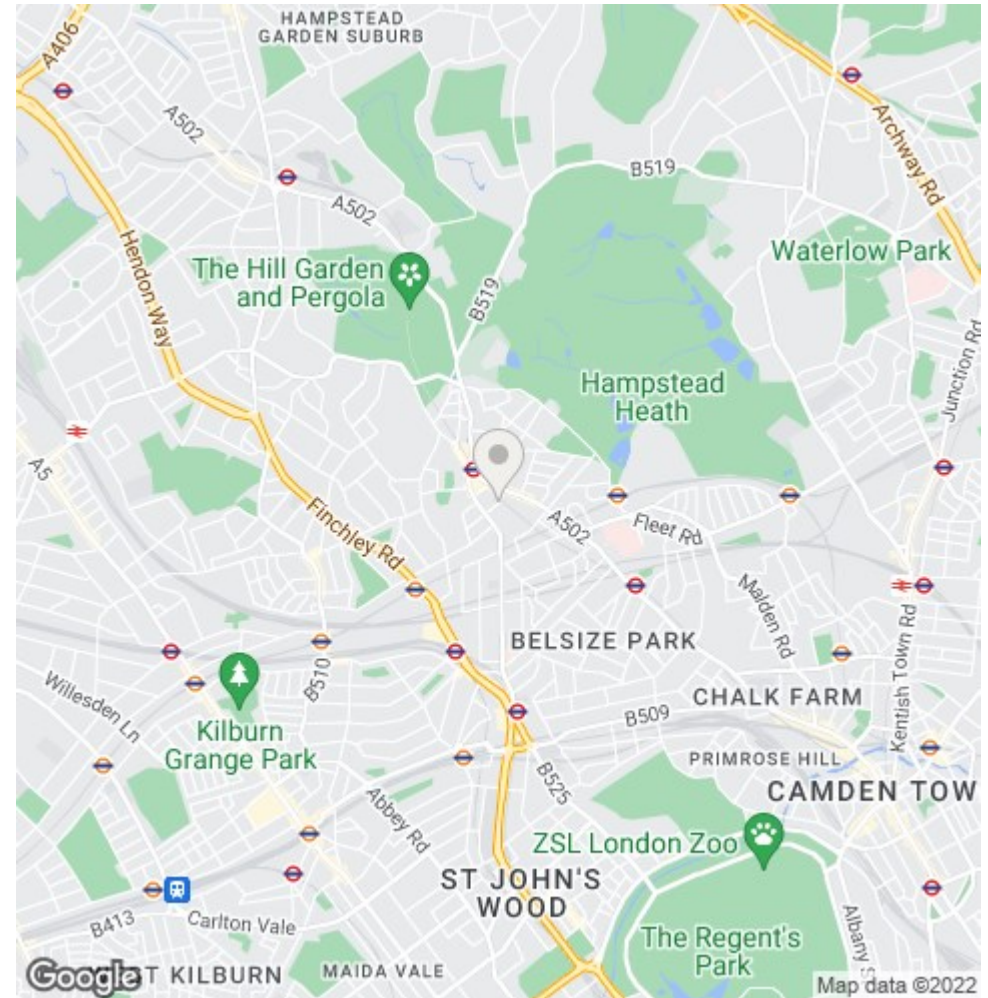 HAMPSTEAD
GARDEN SUBURB
A406
A502
Archway Rd
B519
A502
Waterlow Park
The Hill Garden
and Pergola
B519
Hendon Way
Junction Rd
Hampstead
Heath
A5
A502
Fleet Rd
Finchley Rd
Malden Rd
BELSIZE PARK
B510
Kentish Town Rd
Willesden Ln
CHALK FARM
B509
Kilburn
Grange Park
PRIMROSE HILL
B525
CAMDEN TOW
Abbey Rd
ZSL London Zoo
ST JOHN'S
WOOD
B413
Carlton Vale
Albany S
The Regent's
Park
Google
ST KILBURN
MAIDA VALE
Map data ©2022